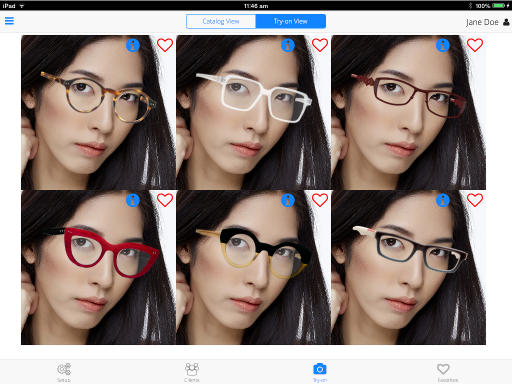 iPad
11:46 am
100%
Catalog View
Try-on View
Jane Doe
Setup
Clients
Try-on
Favorites